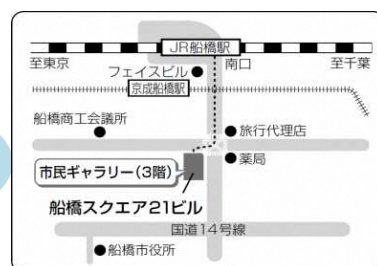 JR船橋駅
至東京
南口
至千葉
フェイスビル
京成船橋駅
船橋商工会議所
旅行代理店
薬局
市民ギャラリー(3階)
船橋スクエア21ビル
国道14号線
船橋市役所